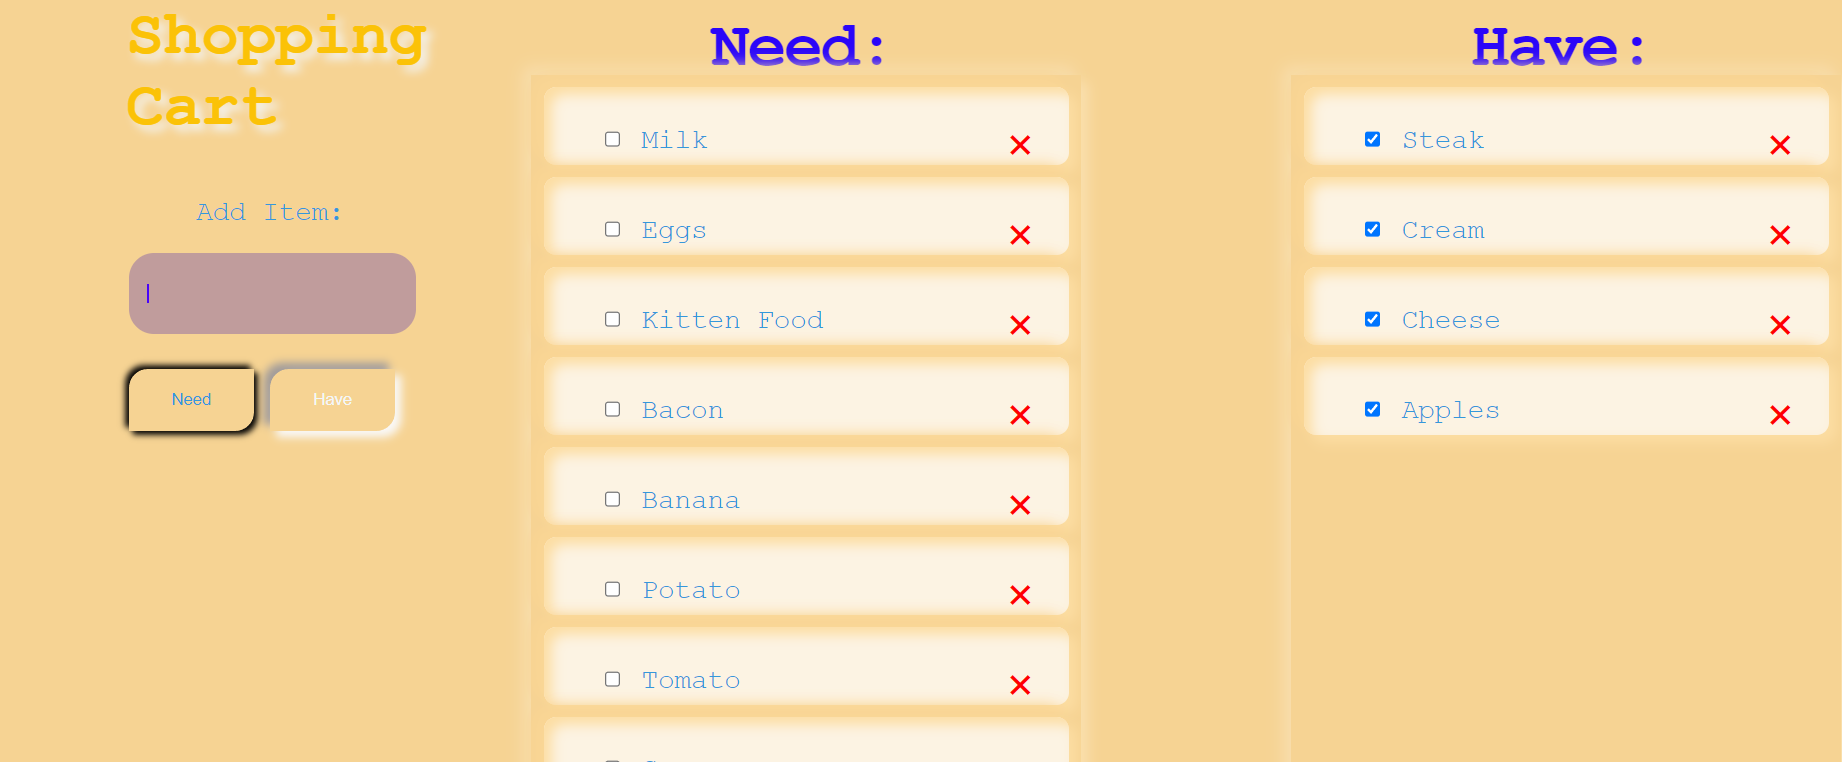 Shopping
Cart
Add Item:
Need
Have
Need:
Milk
Eggs
Kitten Food
Bacon
Banana
Potato
Tomato
Have:
Steak
Cream
Cheese
Apples